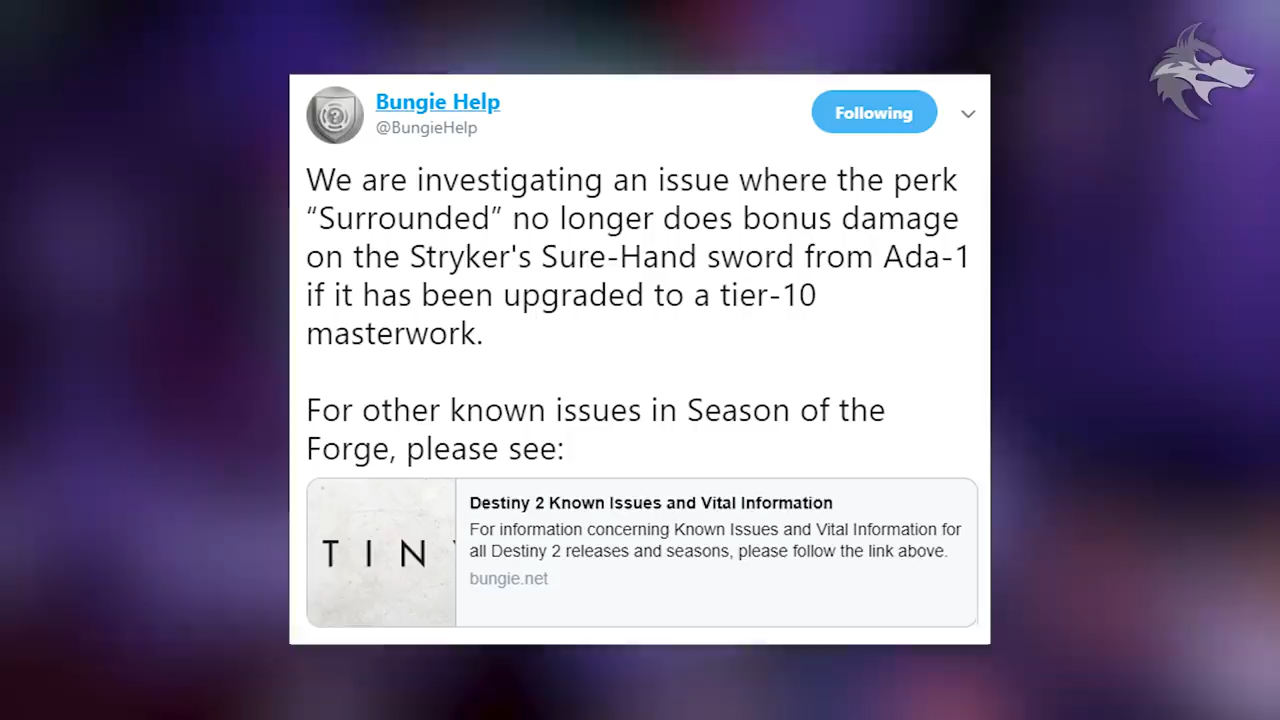 Bungie Help
@BungieHelp
Following
We are investigating an issue where the perk
“Surrounded” no longer does bonus damage
on the Stryker's Sure-Hand sword from Ada-1
if it has been upgraded to a tier-10
masterwork.
For other known issues in Season of the
Forge, please see:
T I N
Destiny 2 Known Issues and Vital Information
For information concerning Known Issues and Vital Information for
all Destiny 2 releases and seasons, please follow the link above.
bungie.net